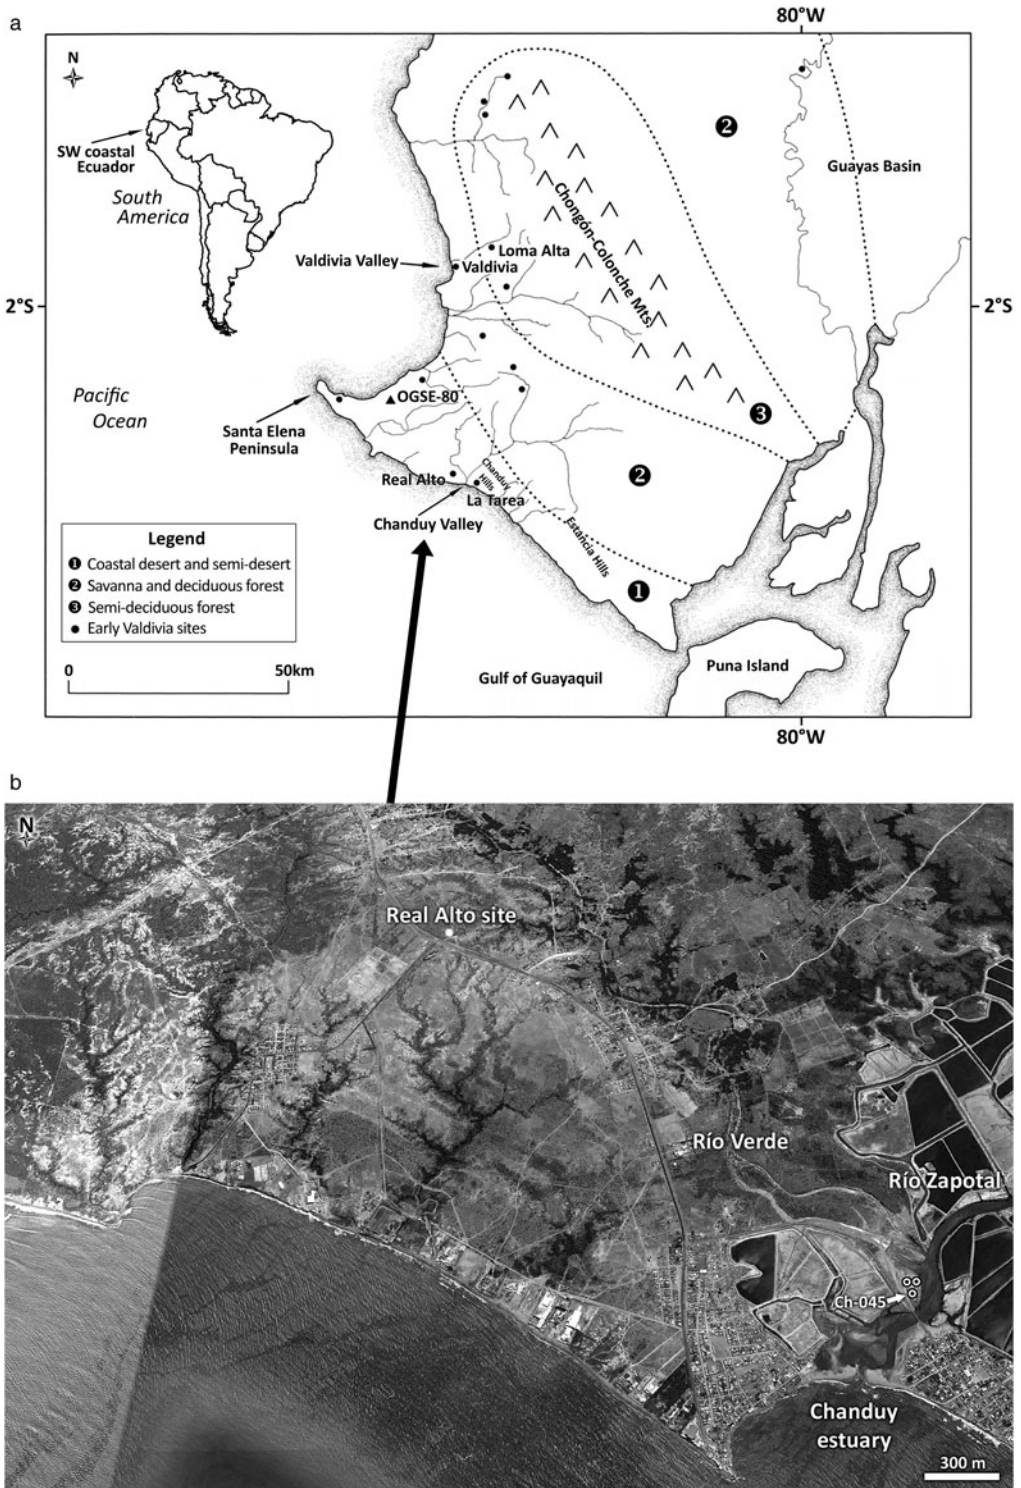 a
80°W
N
SW coastal
Ecuador
South
America
2
Guayas Basin
Chongón-Colonche Mts.
Loma Alta
Valdivia Valley
Valdivia
2°S
2°S
Pacific
Ocean
OGSE-80
Santa Elena
Peninsula
3
2
Chanduy
Hills
Real Alto
La Tarea
Chanduy Valley
Estancia Hills
Legend
1 Coastal desert and semi-desert
2 Savanna and deciduous forest
3 Semi-deciduous forest
Early Valdivia sites
1
0 50km
Puna Island
Gulf of Guayaquil
80°W
b
N
Real Alto site
Río Verde
Río Zapotal
Ch-045
Chanduy
estuary
300 m